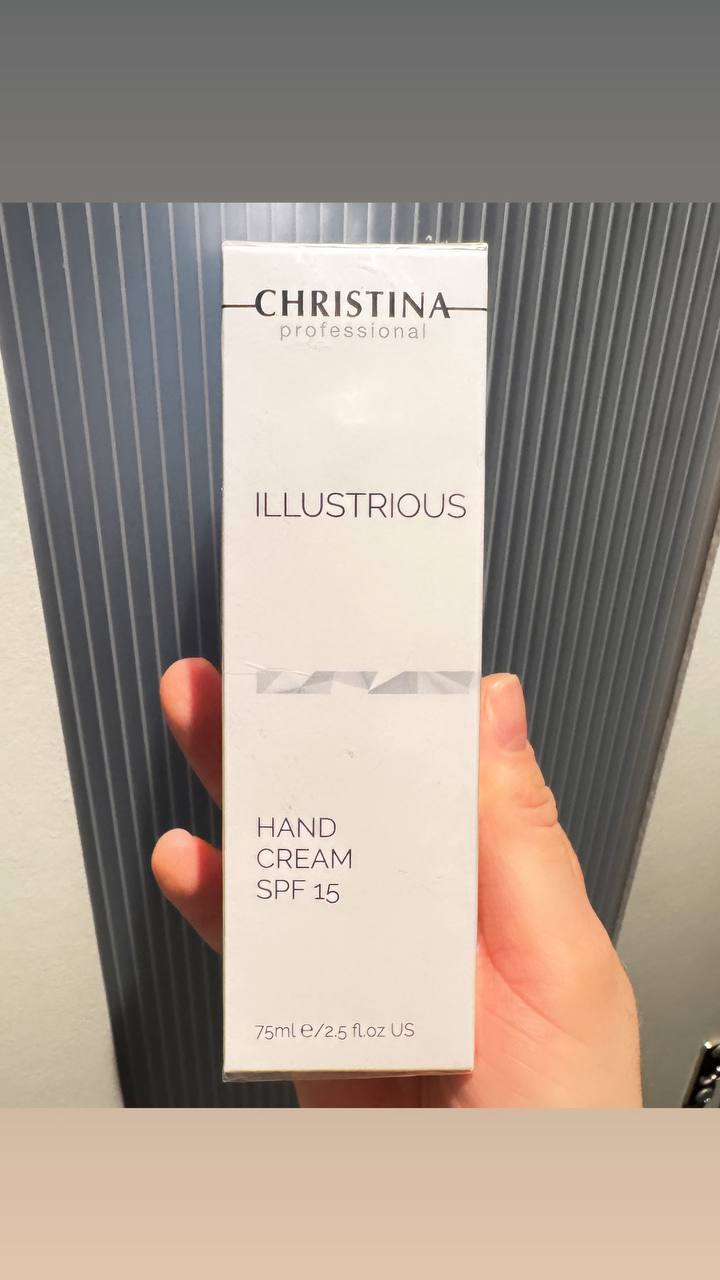 CHRISTINA
professional
ILLUSTRIOUS
HAND
CREAM
SPF 15
75ml ℮/2.5 fl.oz US